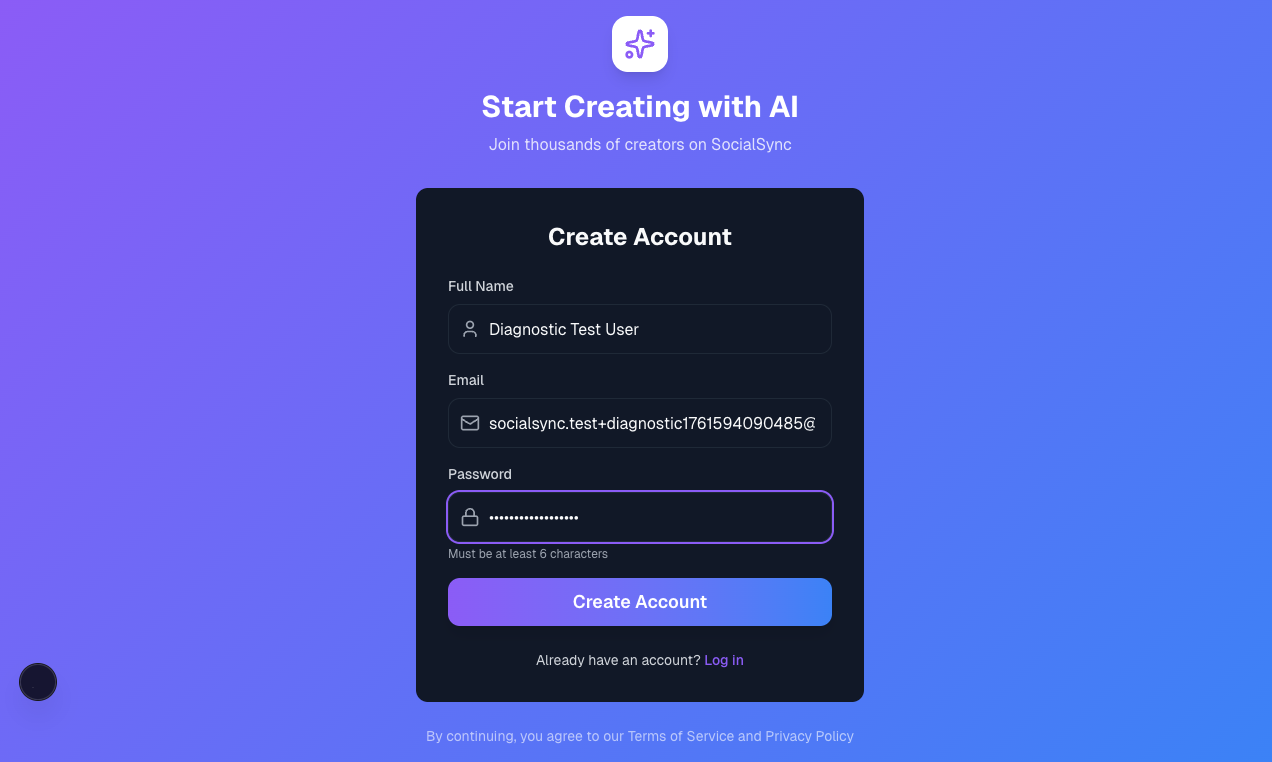 Start Creating with AI
Join thousands of creators on SocialSync
Create Account
Full Name
Diagnostic Test User
Email
socialsync.test+diagnostic1761594090485@
Password
••••••••••••••••••
Must be at least 6 characters
Create Account
Already have an account? Log in
By continuing, you agree to our Terms of Service and Privacy Policy